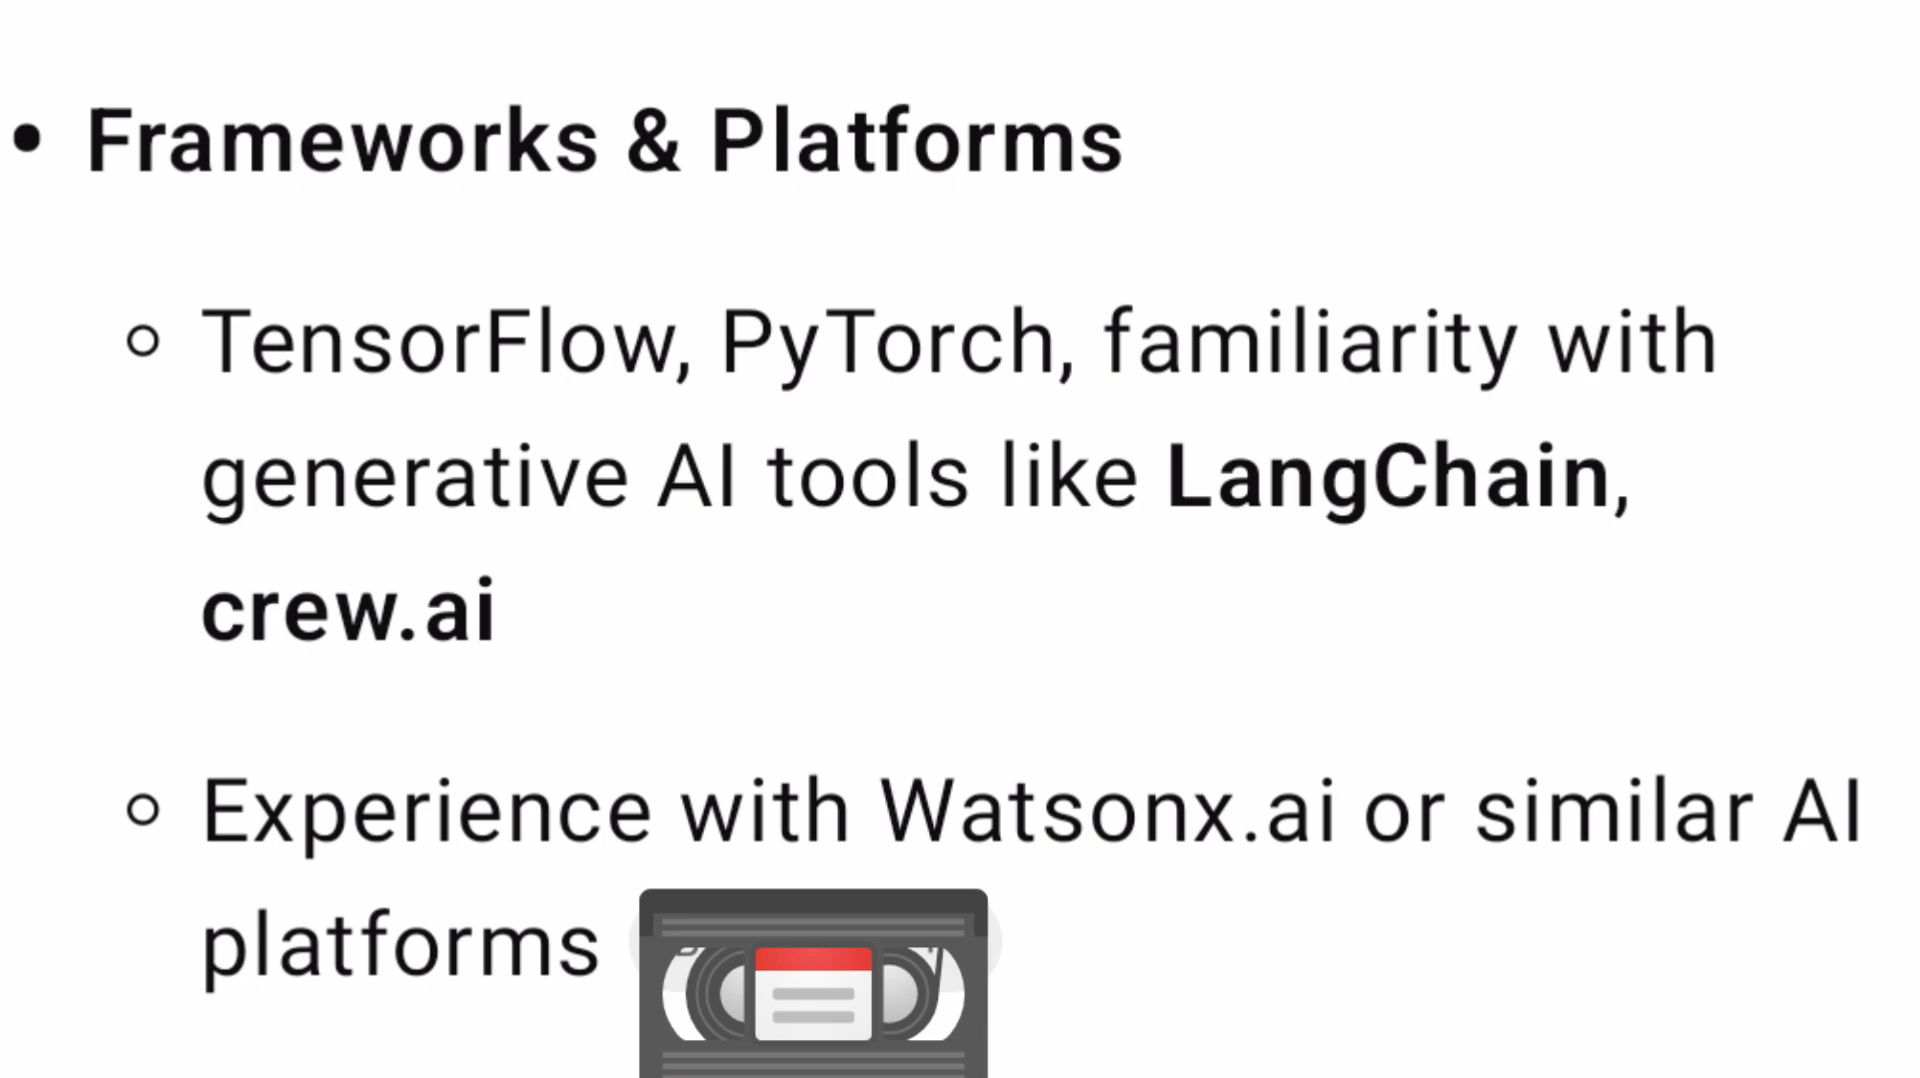 • Frameworks & Platforms
○ TensorFlow, PyTorch, familiarity with
generative AI tools like LangChain,
crew.ai
○ Experience with Watsonx.ai or similar AI
platforms